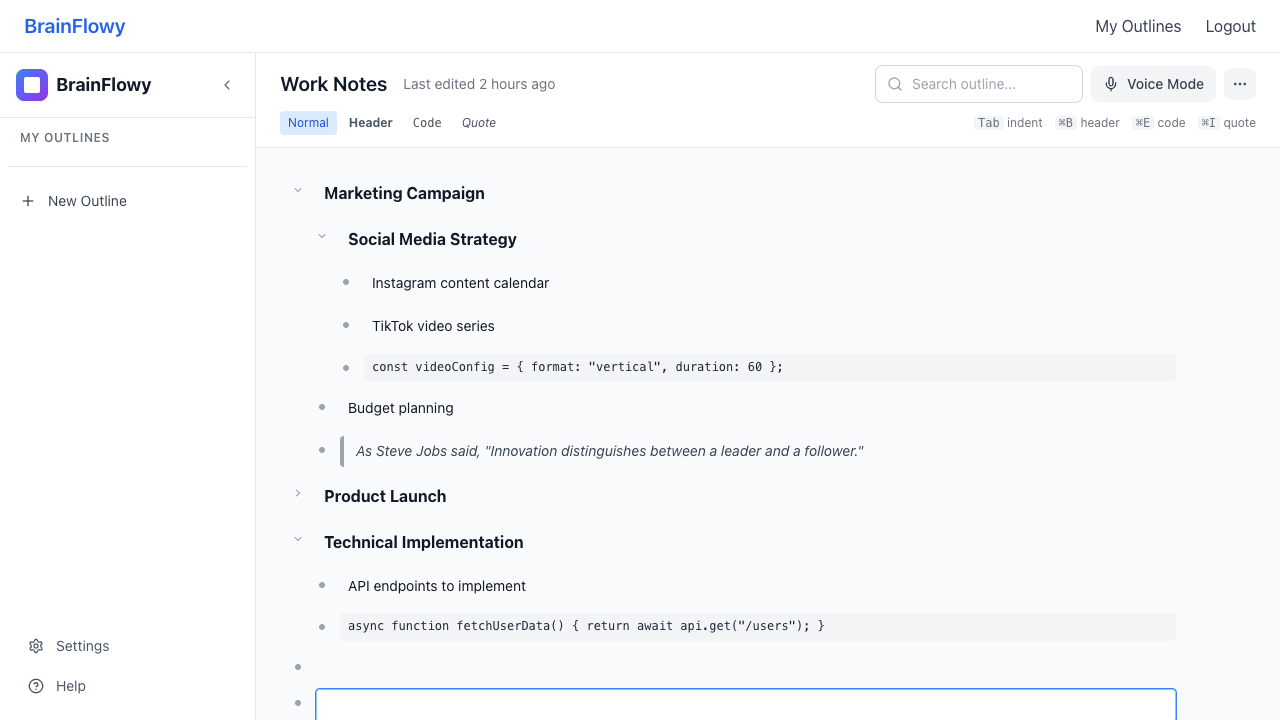 BrainFlowy
My Outlines
Logout
BrainFlowy
Work Notes
Last edited 2 hours ago
Search outline...
Voice Mode
Normal
Header
Code
Quote
Tab indent
⌘B header
⌘E code
⌘I quote
MY OUTLINES
New Outline
Marketing Campaign
Social Media Strategy
Instagram content calendar
TikTok video series
const videoConfig = { format: "vertical", duration: 60 };
Budget planning
As Steve Jobs said, "Innovation distinguishes between a leader and a follower."
Product Launch
Technical Implementation
API endpoints to implement
async function fetchUserData() { return await api.get("/users"); }
Settings
Help